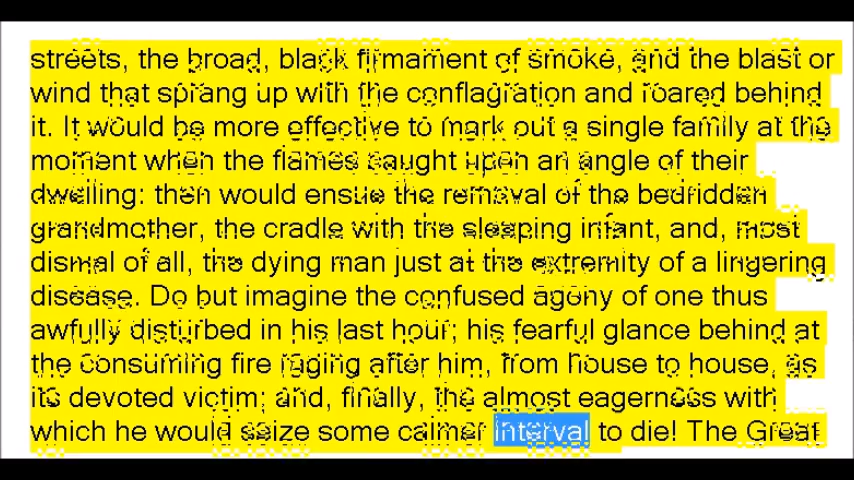 streets, the broad, black firmament of smoke, and the blast or
wind that sprang up with the conflagration and roared behind
it. It would be more effective to mark out a single family at the
moment when the flames caught upon an angle of their
dwelling: then would ensue the removal of the bedridden
grandmother, the cradle with the sleeping infant, and, most
dismal of all, the dying man just at the extremity of a lingering
disease. Do but imagine the confused agony of one thus
awfully disturbed in his last hour; his fearful glance behind at
the consuming fire raging after him, from house to house, as
its devoted victim; and, finally, the almost eagerness with
which he would seize some calmer interval to die! The Great